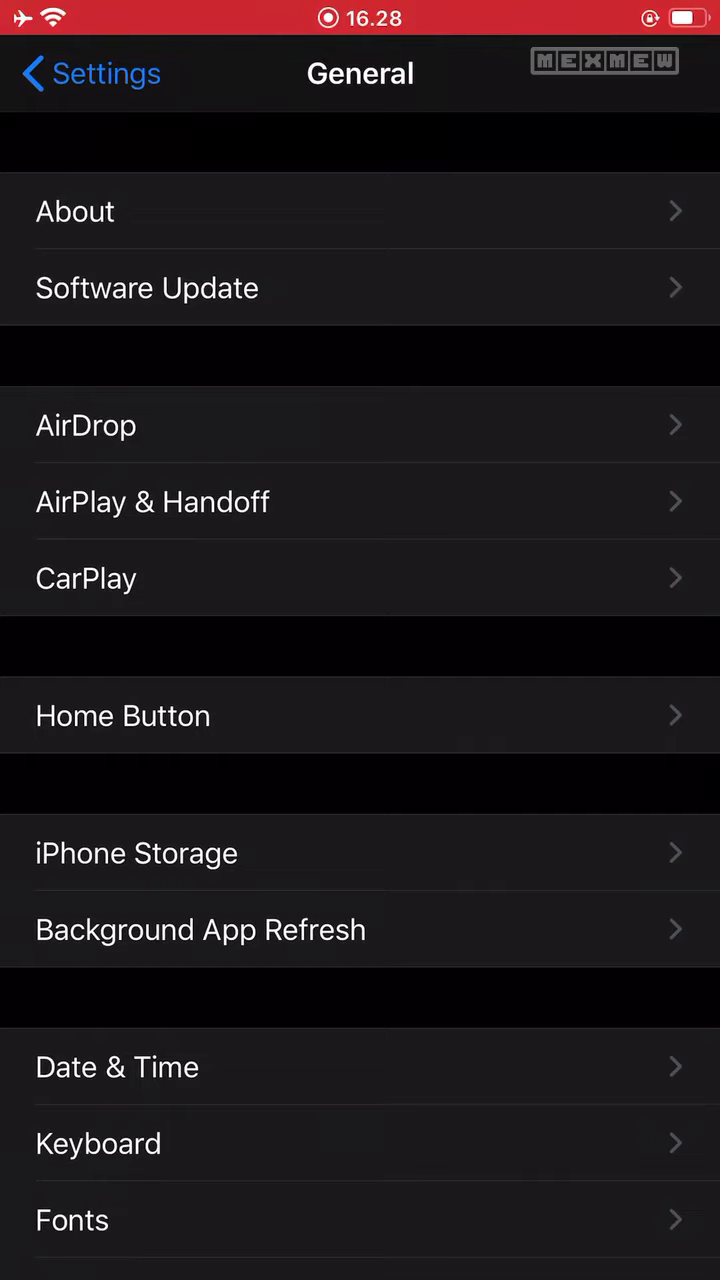 16.28
Settings
General
MEXMEW
About
Software Update
AirDrop
AirPlay & Handoff
CarPlay
Home Button
iPhone Storage
Background App Refresh
Date & Time
Keyboard
Fonts